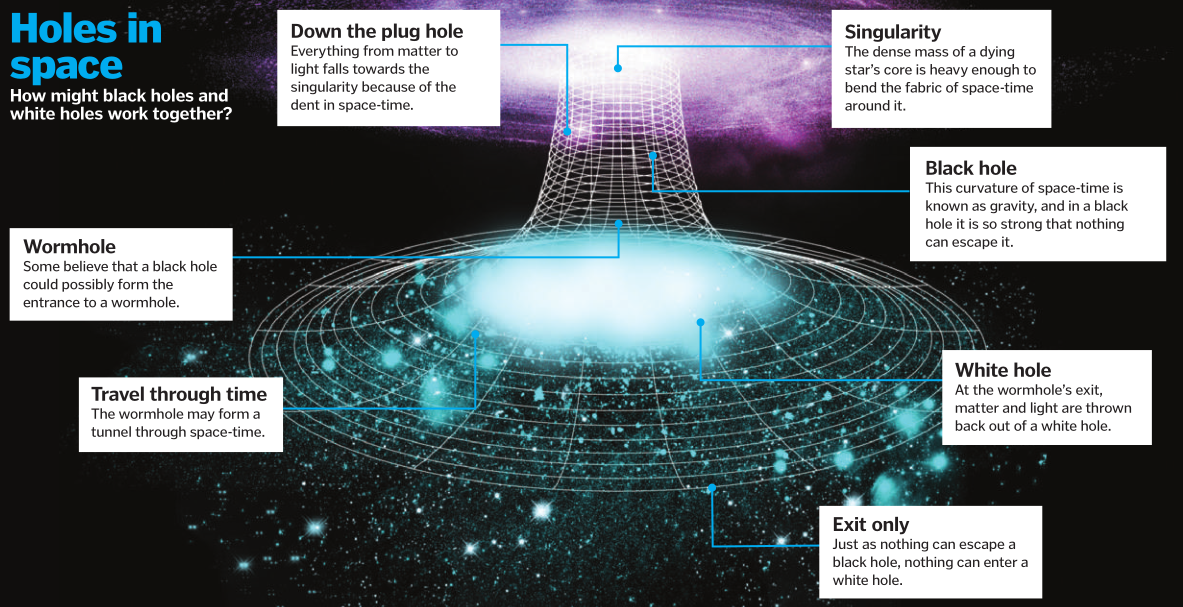 Holes in
space
How might black holes and
white holes work together?
Down the plug hole
Everything from matter to
light falls towards the
singularity because of the
dent in space-time.
Singularity
The dense mass of a dying
star's core is heavy enough to
bend the fabric of space-time
around it.
Black hole
This curvature of space-time is
known as gravity, and in a black
hole it is so strong that nothing
can escape it.
Wormhole
Some believe that a black hole
could possibly form the
entrance to a wormhole.
Travel through time
The wormhole may form a
tunnel through space-time.
White hole
At the wormhole's exit,
matter and light are thrown
back out of a white hole.
Exit only
Just as nothing can escape a
black hole, nothing can enter a
white hole.